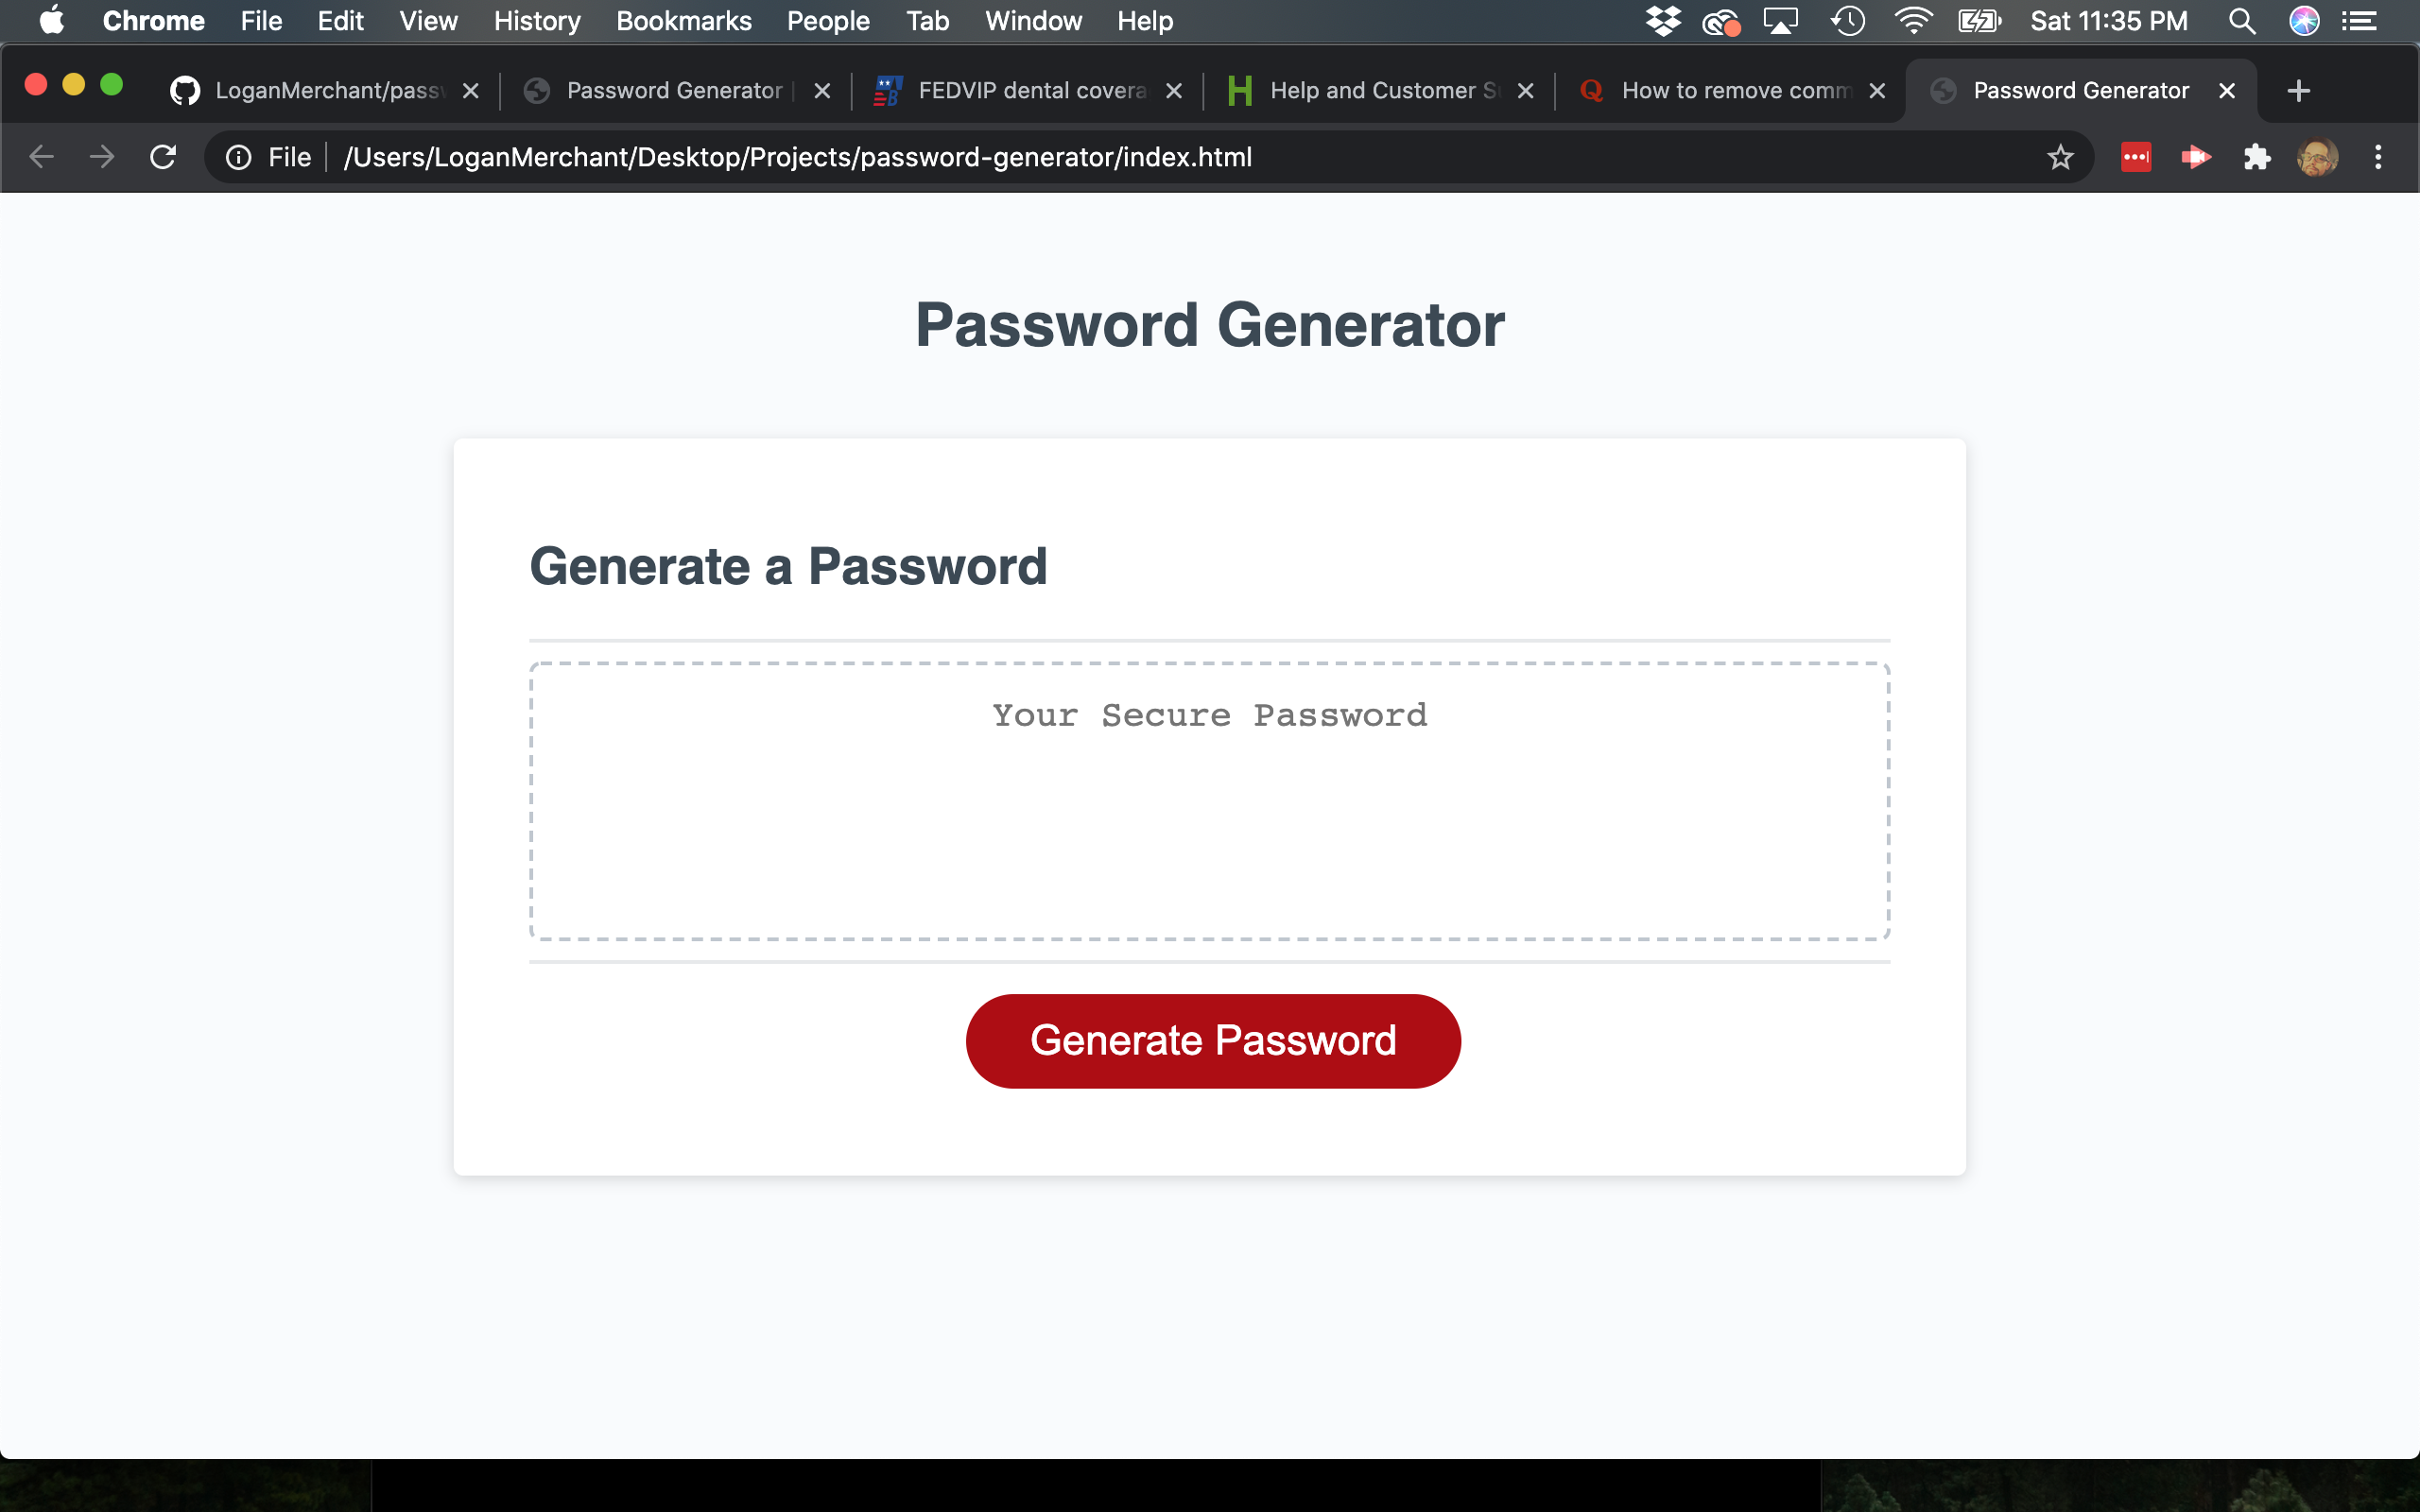 Chrome File Edit View History Bookmarks People Tab Window Help Sat 11:35 PM
LoganMerchant/passw Password Generator | FEDVIP dental covera Help and Customer S How to remove comm Password Generator
File /Users/LoganMerchant/Desktop/Projects/password-generator/index.html
Password Generator
Generate a Password
Your Secure Password
Generate Password